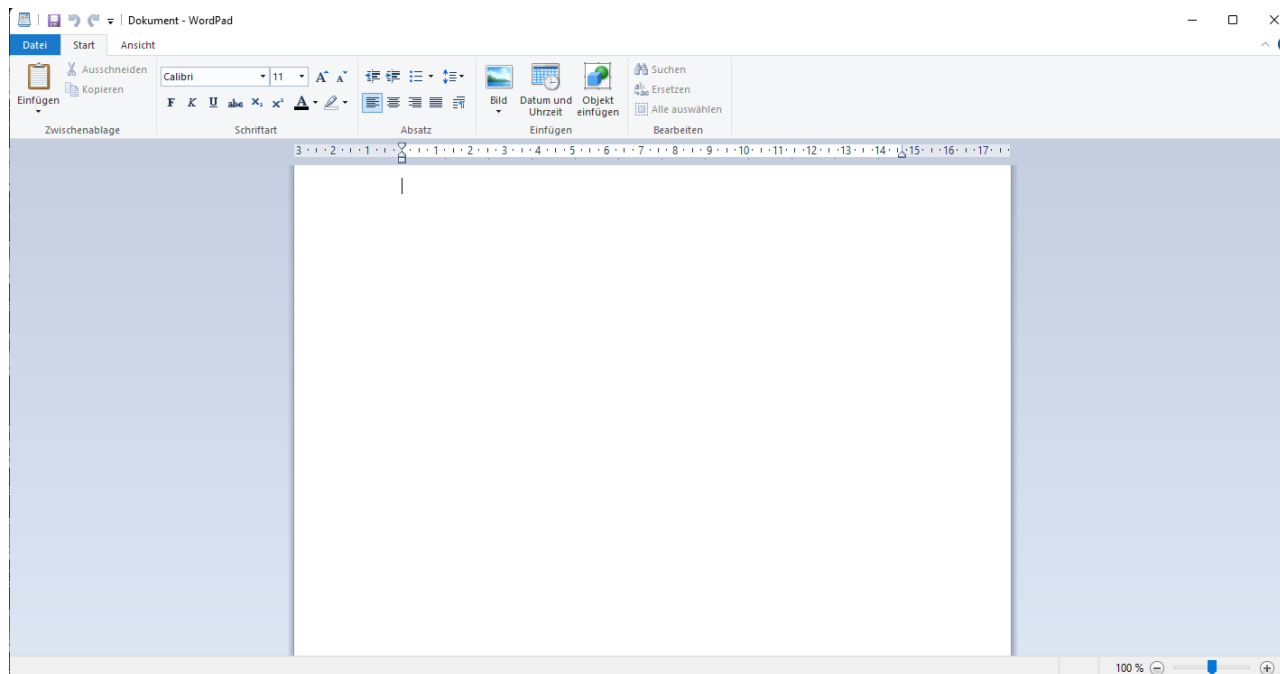 Dokument - WordPad
Datei Start Ansicht
Einfügen
Ausschneiden
Kopieren
Zwischenablage
Calibri 11 A A
F K U abc X₂ x² A
Schriftart
Absatz
Bild
Datum und Uhrzeit
Objekt einfügen
Einfügen
Suchen
Ersetzen
Alle auswählen
Bearbeiten
3 2 1 1 2 3 4 5 6 7 8 9 10 11 12 13 14 15 16 17
100 %